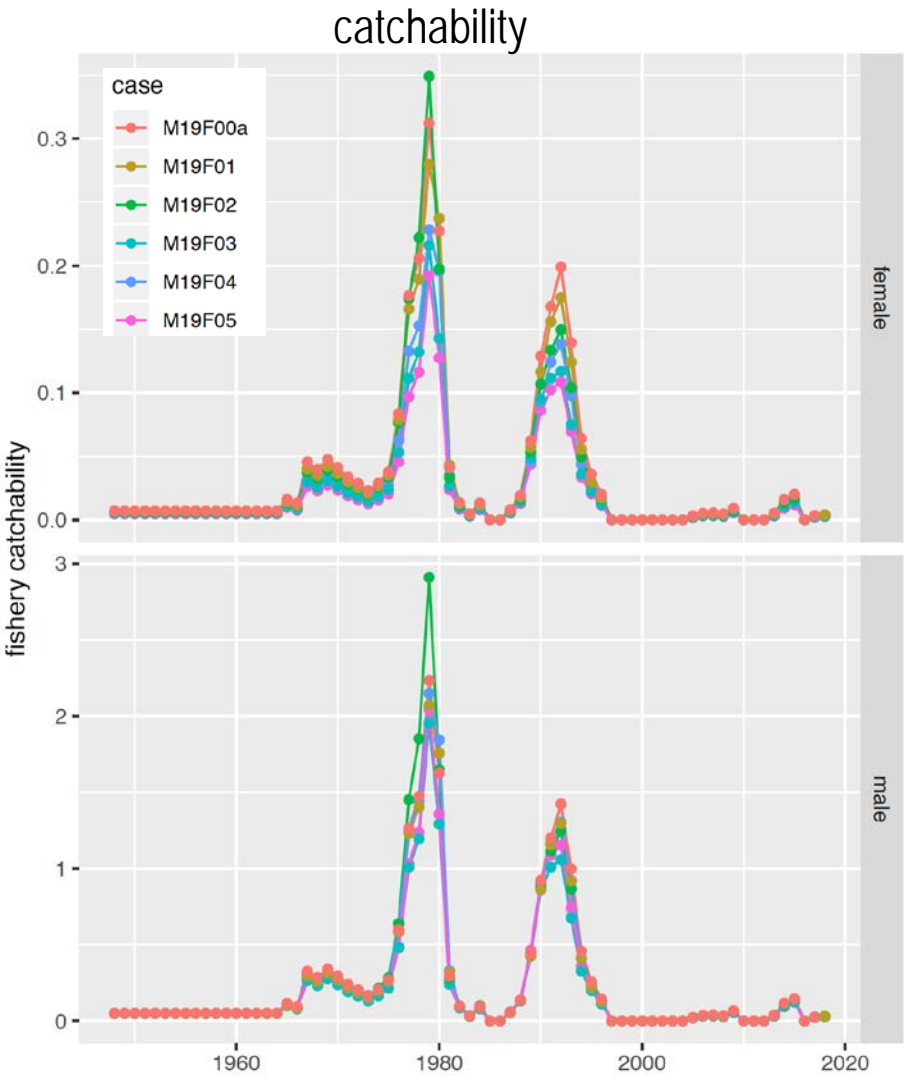 catchability
case
M19F00a
M19F01
M19F02
M19F03
M19F04
M19F05
fishery catchability
0.3
0.2
0.1
0.0
female
3
2
1
0
male
1960 1980 2000 2020